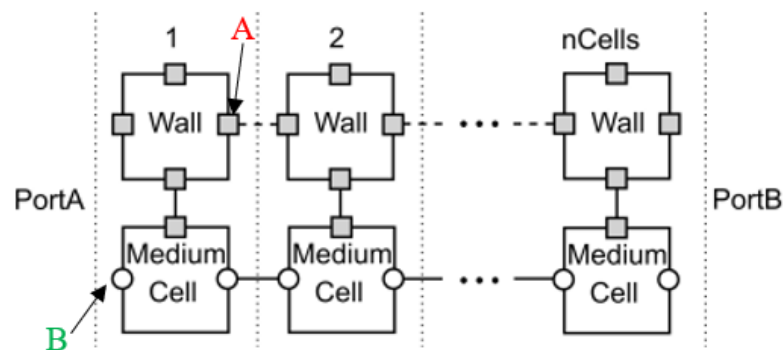 1 A 2 nCells
Wall Wall ... Wall
PortA PortB
Medium Medium Medium
Cell Cell ... Cell
B